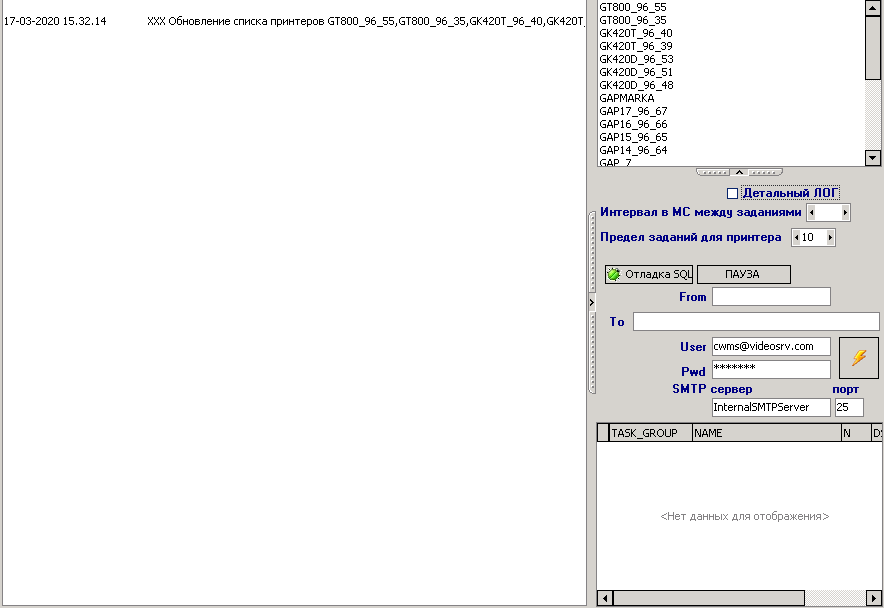 17-03-2020 15.32.14 XXX Обновление списка принтеров GT800_96_55,GT800_96_35,GK420T_96_40,GK420T_
GT800_96_55
GT800_96_35
GK420T_96_40
GK420T_96_39
GK420D_96_53
GK420D_96_51
GK420D_96_48
GAPMARKA
GAP17_96_67
GAP16_96_66
GAP15_96_65
GAP14_96_64
GAP_7
Детальный ЛОГ
Интервал в МС между заданиями
Предел заданий для принтера 10
Отладка SQL ПАУЗА
From
To
User cwms@videosrv.com
Pwd *******
SMTP сервер порт
InternalSMTPServer 25
TASK_GROUP NAME N DS
<Нет данных для отображения>